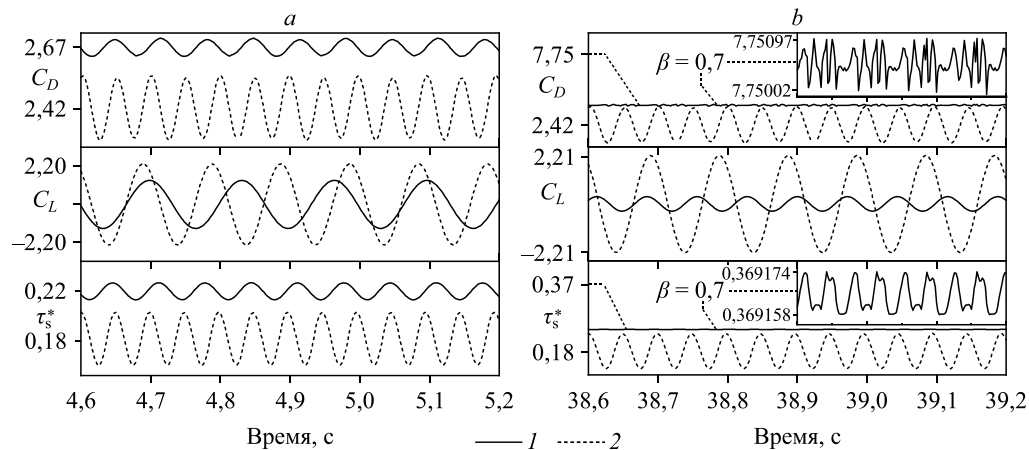 a
2,67
C_D
2,42
2,20
C_L
–2,20
0,22
τ_s^*
0,18
4,6 4,7 4,8 4,9 5,0 5,1 5,2
Время, с
b
7,75
C_D
2,42
β = 0,7
7,75097
7,75002
2,21
C_L
–2,21
0,37
τ_s^*
0,18
β = 0,7
0,369174
0,369158
38,6 38,7 38,8 38,9 39,0 39,1 39,2
Время, с
1 2